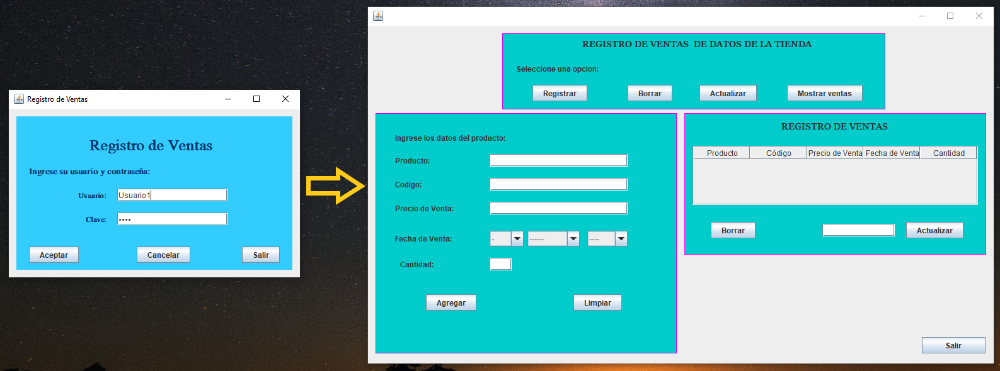 Registro de Ventas
Registro de Ventas
Ingrese su usuario y contraseña:
Usuario: Usuario1
Clave: ••••
Aceptar Cancelar Salir
REGISTRO DE VENTAS  DE DATOS DE LA TIENDA
Seleccione una opcion:
Registrar Borrar Actualizar Mostrar ventas
Ingrese los datos del producto:
Producto:
Codigo:
Precio de Venta:
Fecha de Venta: - ------ ----
Cantidad:
Agregar Limpiar
REGISTRO DE VENTAS
Producto Código Precio de Venta Fecha de Venta Cantidad
Borrar Actualizar
Salir